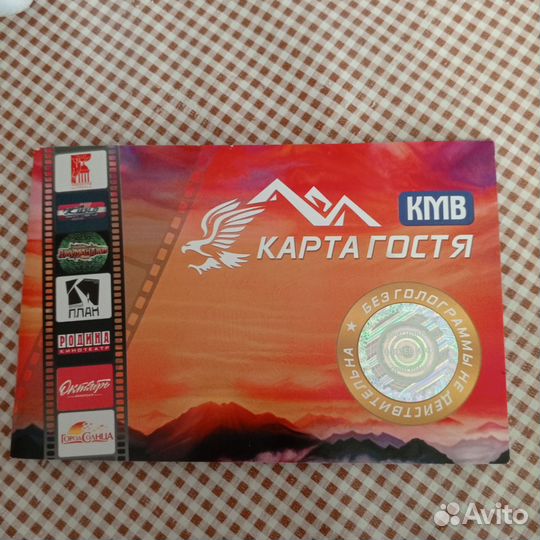 КМВ
КАРТА ГОСТЯ
БЕЗ ГОЛОГРАММЫ НЕ ДЕЙСТВИТЕЛЬНА
ПЛАН
РОДИНА
КИНОТЕАТР
Октябрь
ГОРОД СОЛНЦА
Avito